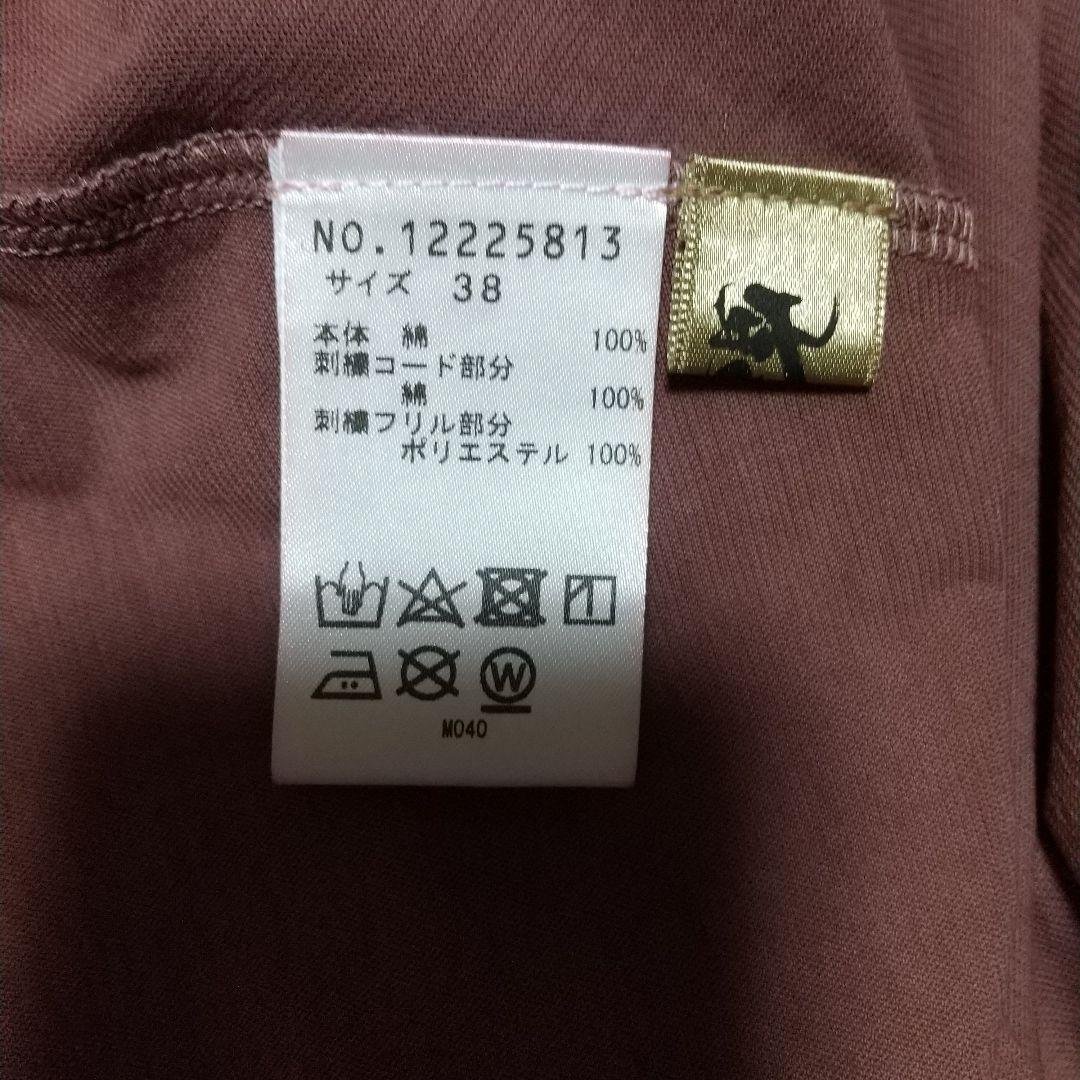 NO.12225813
サイズ 38
本体 綿 100%
刺繍コード部分
綿 100%
刺繍フリル部分
ポリエステル 100%
W
M040